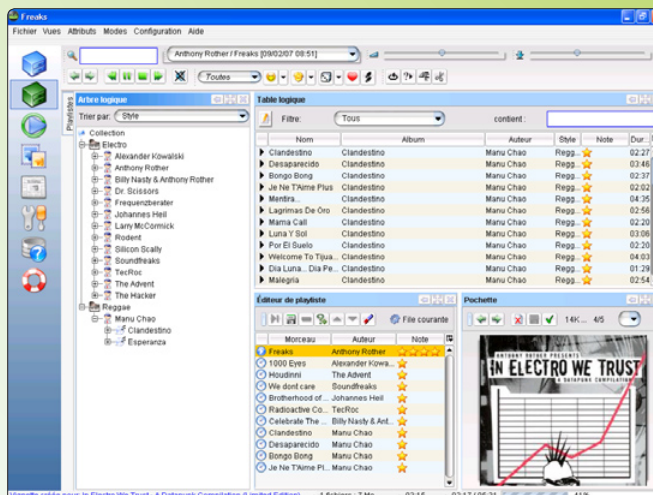 Freaks
Fichier Vues Attributs Modes Configuration Aide
Anthony Rother / Freaks [09/02/07 08:51]
Toutes
Playlistes
Arbre logique
Trier par: Style
Collection
Electro
Alexander Kowalski
Anthony Rother
Billy Nasty & Anthony Rother
Dr. Scissors
Frequenzberater
Johannes Heil
Larry McCormick
Rodent
Silicon Scally
Soundfreaks
TecRoc
The Advent
The Hacker
Reggae
Manu Chao
Clandestino
Esperanza
Table logique
Filtre: Tous contient:
Nom Album Auteur Style Note Dur...
Clandestino Clandestino Manu Chao Regg... 02:27
Desaparecido Clandestino Manu Chao Regg... 03:46
Bongo Bong Clandestino Manu Chao Regg... 02:37
Je Ne T'Aime Plus Clandestino Manu Chao Regg... 02:02
Mentira... Clandestino Manu Chao Regg... 04:35
Lagrimas De Oro Clandestino Manu Chao Regg... 02:56
Mama Call Clandestino Manu Chao Regg... 02:20
Luna Y Sol Clandestino Manu Chao Regg... 03:06
Por El Suelo Clandestino Manu Chao Regg... 02:20
Welcome To Tijua... Clandestino Manu Chao Regg... 04:03
Dia Luna... Dia Pe... Clandestino Manu Chao Regg... 01:29
Malegria Clandestino Manu Chao Regg... 02:54
Éditeur de playliste
File courante
Morceau Auteur Note
Freaks Anthony Rother
1000 Eyes Alexander Kowa...
Houdinni The Advent
We dont care Soundfreaks
Brotherhood of ... Johannes Heil
Radioactive Co... TecRoc
Celebrate The ... Billy Nasty & Ant...
Clandestino Manu Chao
Desaparecido Manu Chao
Bongo Bong Manu Chao
Je Ne T'Aime Pl... Manu Chao
Pochette
14K... 4/5
ANTHONY ROTHER PRESENTS
IN ELECTRO WE TRUST
A DATAPUNK COMPILATION